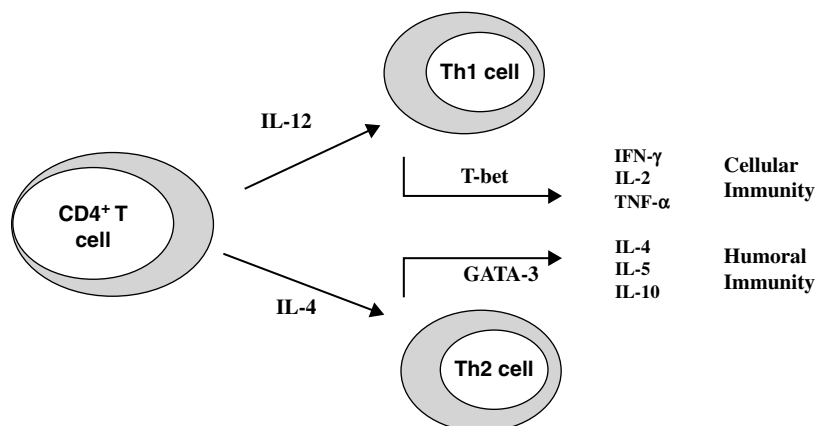 Th1 cell
IL-12
CD4+ T
cell
T-bet
IFN-γ
IL-2
TNF-α
Cellular
Immunity
IL-4
GATA-3
IL-4
IL-5
IL-10
Humoral
Immunity
Th2 cell